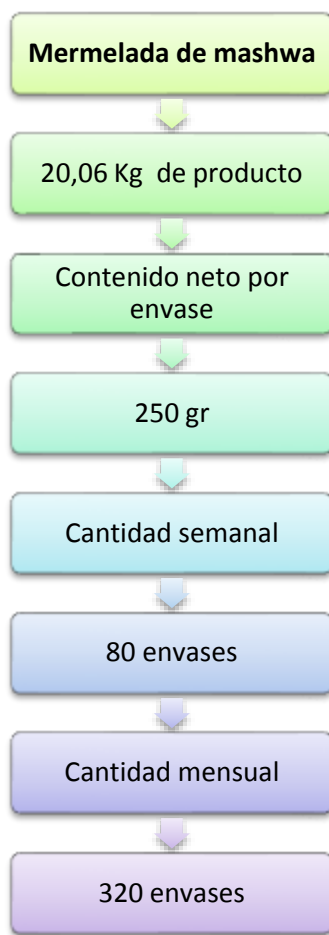 Mermelada de mashwa
20,06 Kg de producto
Contenido neto por
envase
250 gr
Cantidad semanal
80 envases
Cantidad mensual
320 envases